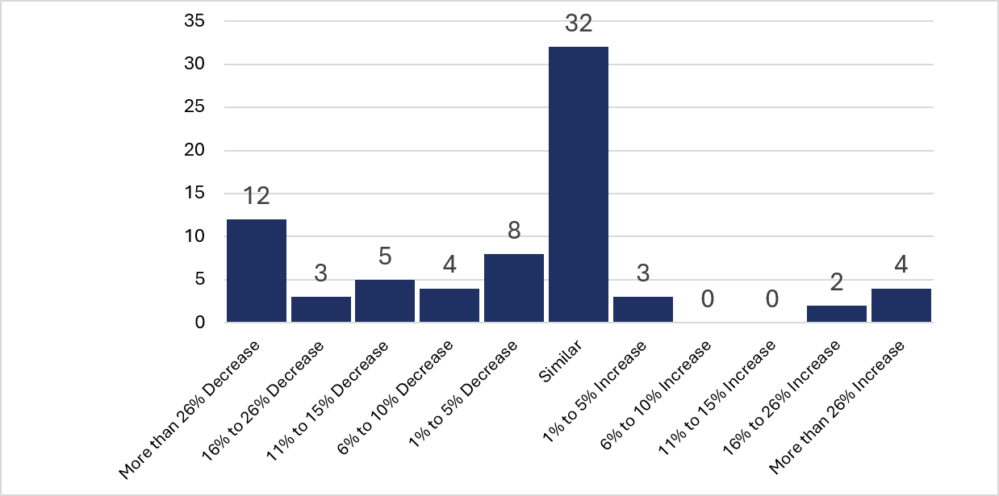 35
30
25
20
15
10
5
0
12
3
5
4
8
32
3
0
0
2
4
More than 26% Decrease
16% to 26% Decrease
11% to 15% Decrease
6% to 10% Decrease
1% to 5% Decrease
Similar
1% to 5% Increase
6% to 10% Increase
11% to 15% Increase
16% to 26% Increase
More than 26% Increase